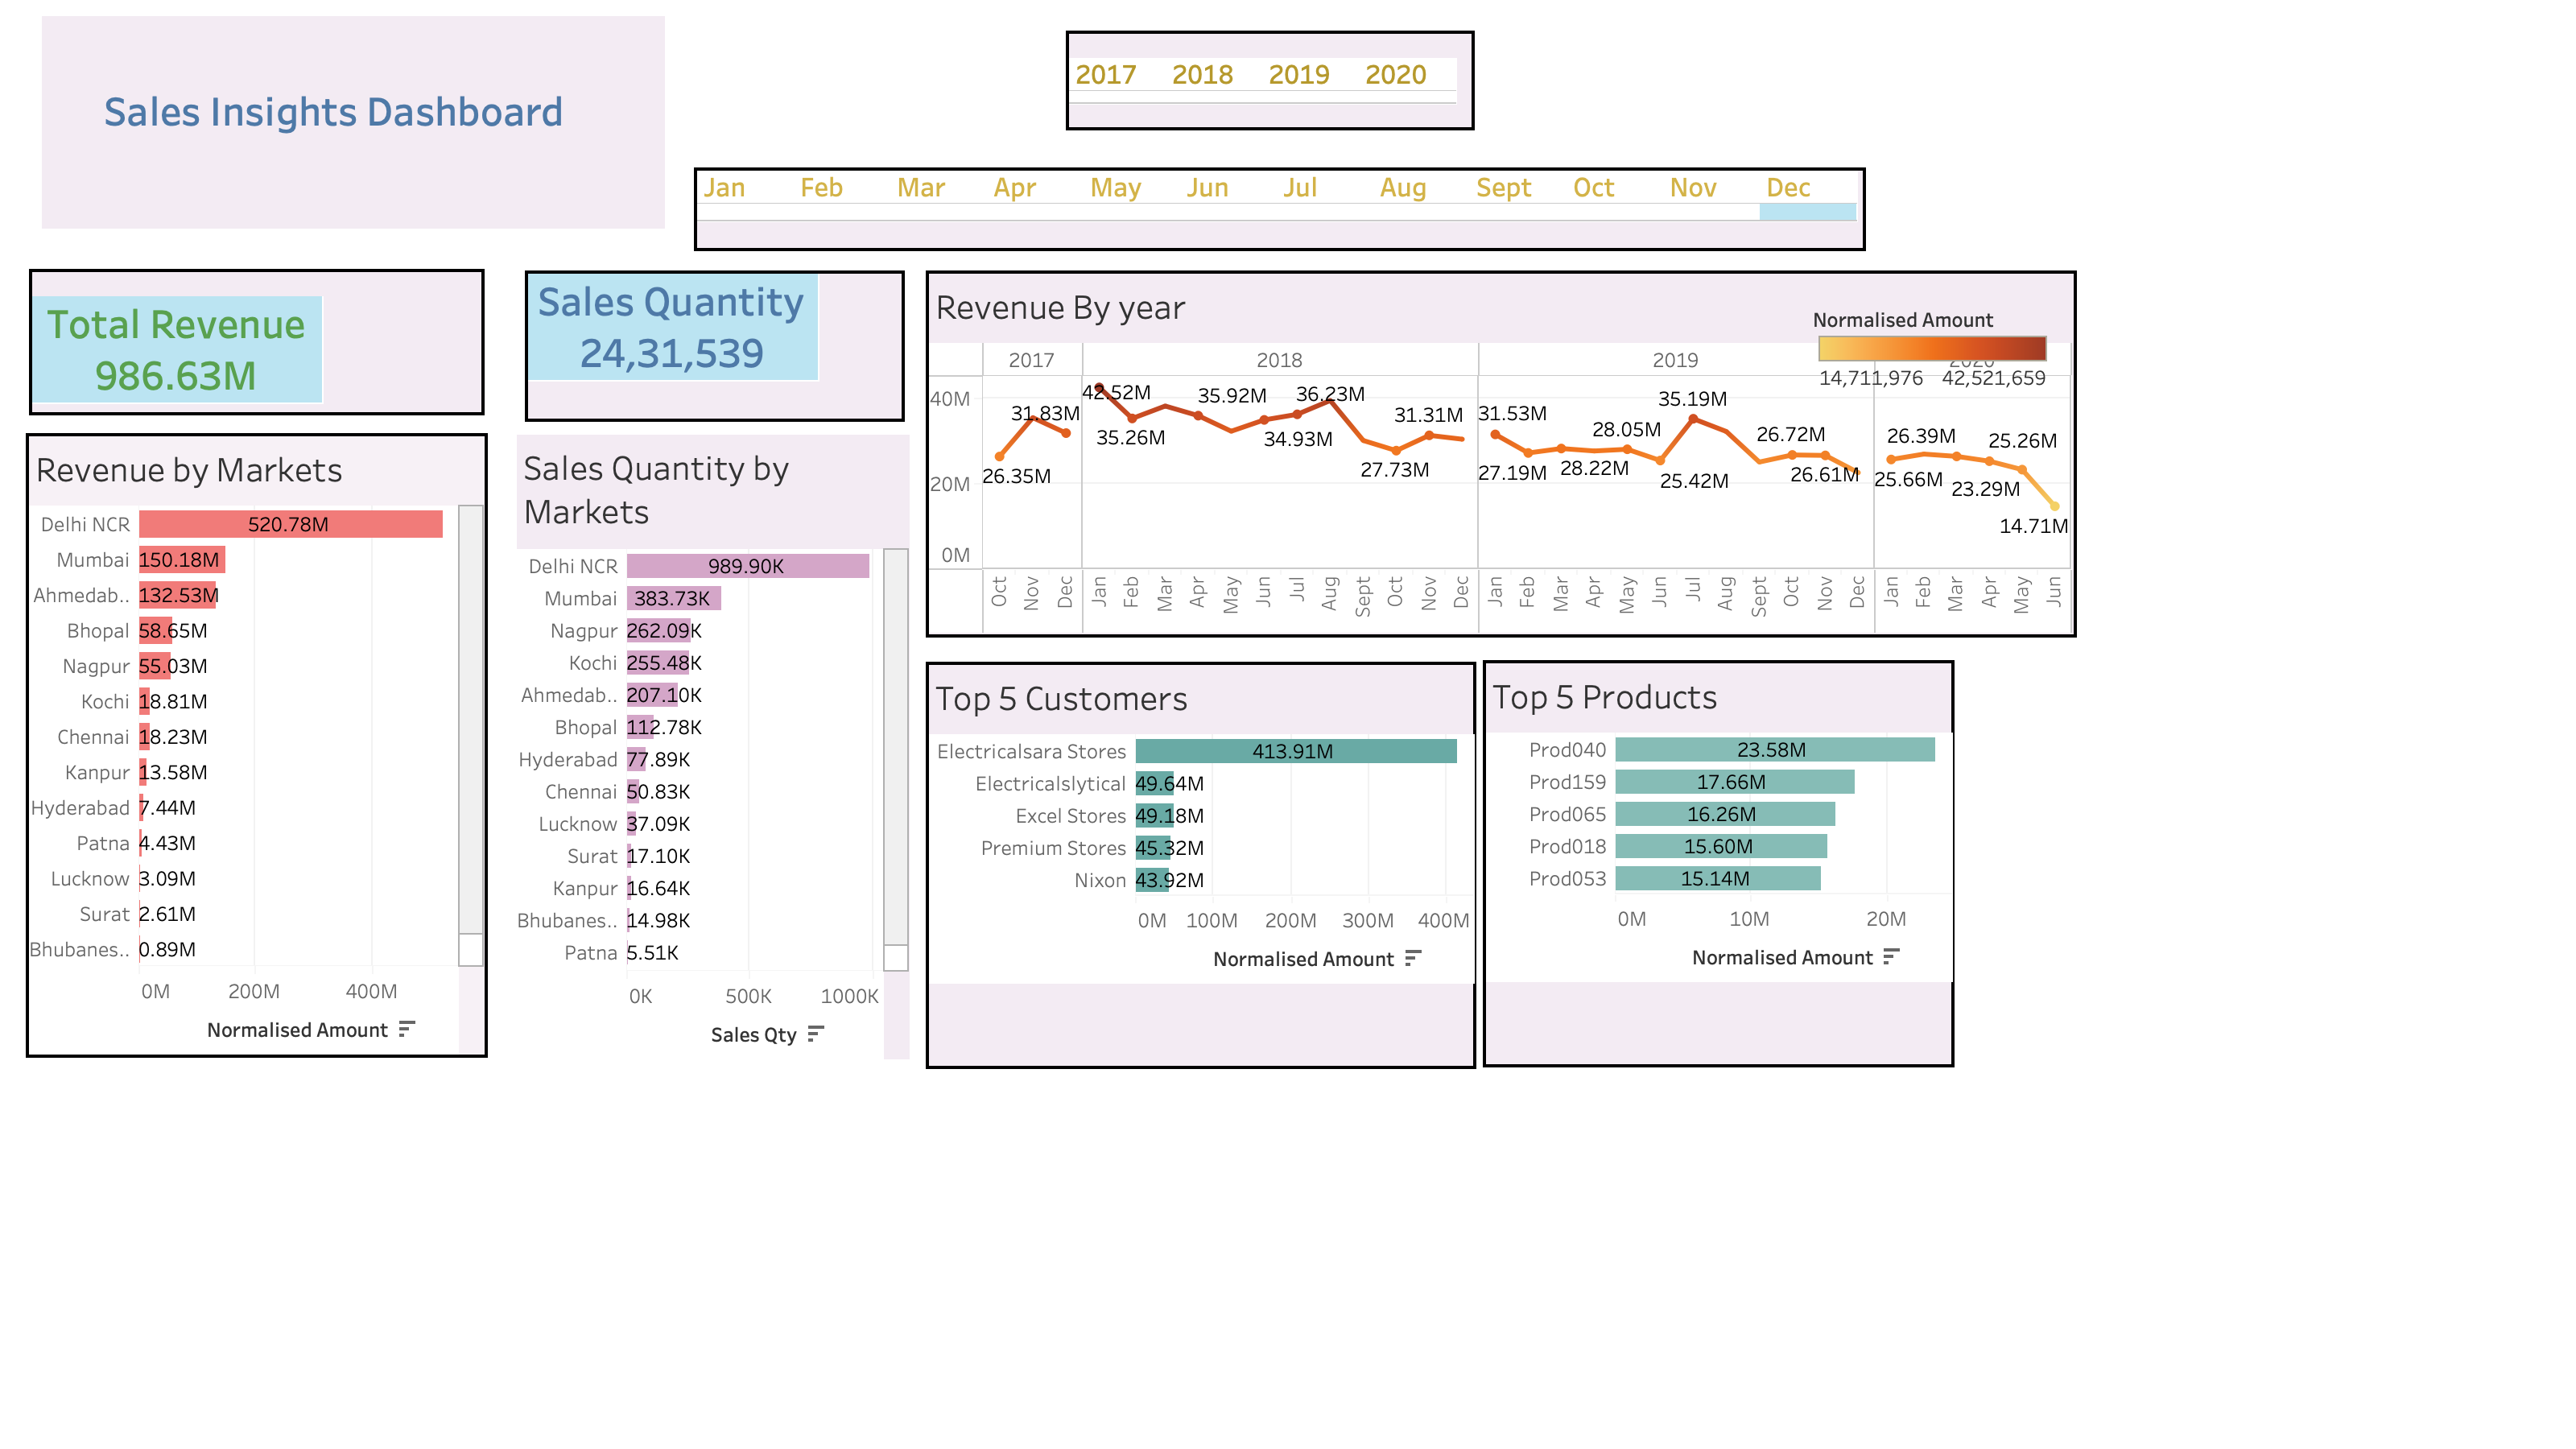 Sales Insights Dashboard
2017 2018 2019 2020
Jan Feb Mar Apr May Jun Jul Aug Sept Oct Nov Dec
Total Revenue
986.63M
Sales Quantity
24,31,539
Revenue by Markets
Delhi NCR 520.78M
Mumbai 150.18M
Ahmedab.. 132.53M
Bhopal 58.65M
Nagpur 55.03M
Kochi 18.81M
Chennai 18.23M
Kanpur 13.58M
Hyderabad 7.44M
Patna 4.43M
Lucknow 3.09M
Surat 2.61M
Bhubanes.. 0.89M
0M 200M 400M
Normalised Amount
Sales Quantity by
Markets
Delhi NCR 989.90K
Mumbai 383.73K
Nagpur 262.09K
Kochi 255.48K
Ahmedab.. 207.10K
Bhopal 112.78K
Hyderabad 77.89K
Chennai 50.83K
Lucknow 37.09K
Surat 17.10K
Kanpur 16.64K
Bhubanes.. 14.98K
Patna 5.51K
0K 500K 1000K
Sales Qty
Revenue By year
Normalised Amount
14,711,976 42,521,659
2017 2018 2019 2020
40M
20M
0M
26.35M 31.83M 42.52M 35.26M 35.92M 34.93M 36.23M 27.73M 31.31M
31.53M 27.19M 28.22M 28.05M 25.42M 35.19M 26.72M 26.61M
25.66M 26.39M 23.29M 25.26M 14.71M
Oct Nov Dec Jan Feb Mar Apr May Jun Jul Aug Sept Oct Nov Dec Jan Feb Mar Apr May Jun Jul Aug Sept Oct Nov Dec Jan Feb Mar Apr May Jun
Top 5 Customers
Electricalsara Stores 413.91M
Electricalslytical 49.64M
Excel Stores 49.18M
Premium Stores 45.32M
Nixon 43.92M
0M 100M 200M 300M 400M
Normalised Amount
Top 5 Products
Prod040 23.58M
Prod159 17.66M
Prod065 16.26M
Prod018 15.60M
Prod053 15.14M
0M 10M 20M
Normalised Amount